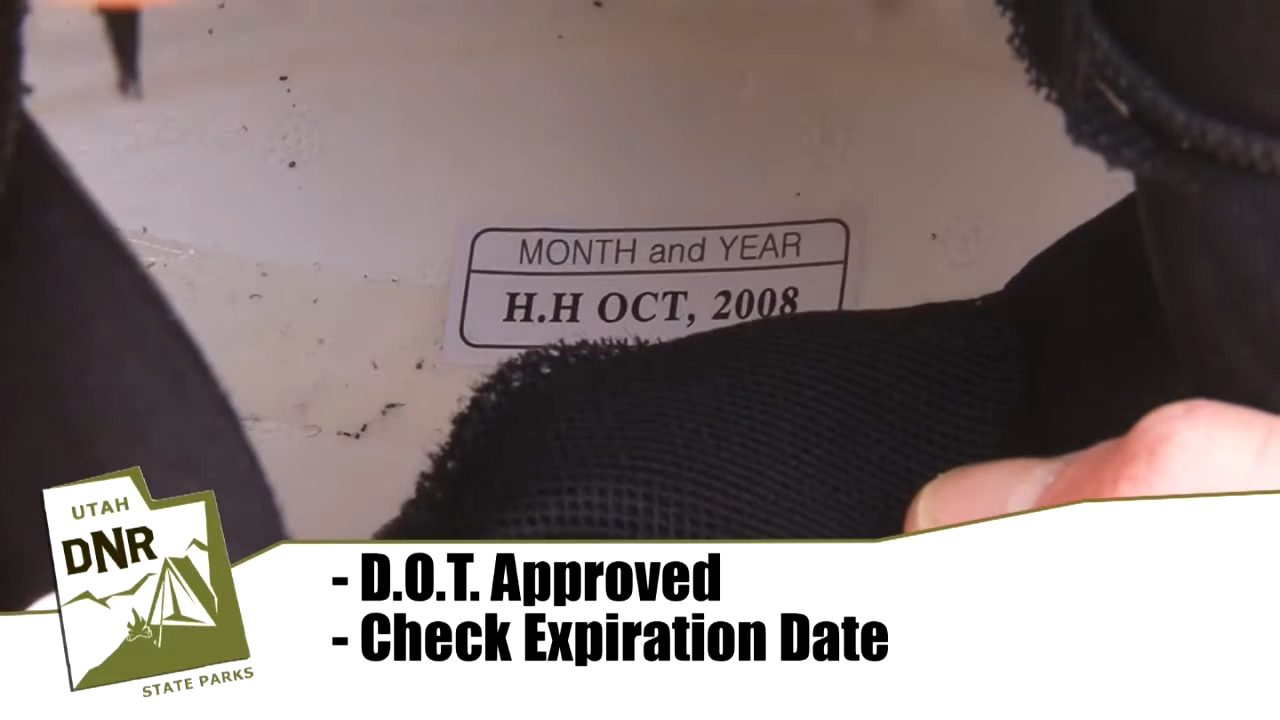 MONTH and YEAR
H.H OCT, 2008
UTAH
DNR
STATE PARKS
- D.O.T. Approved
- Check Expiration Date